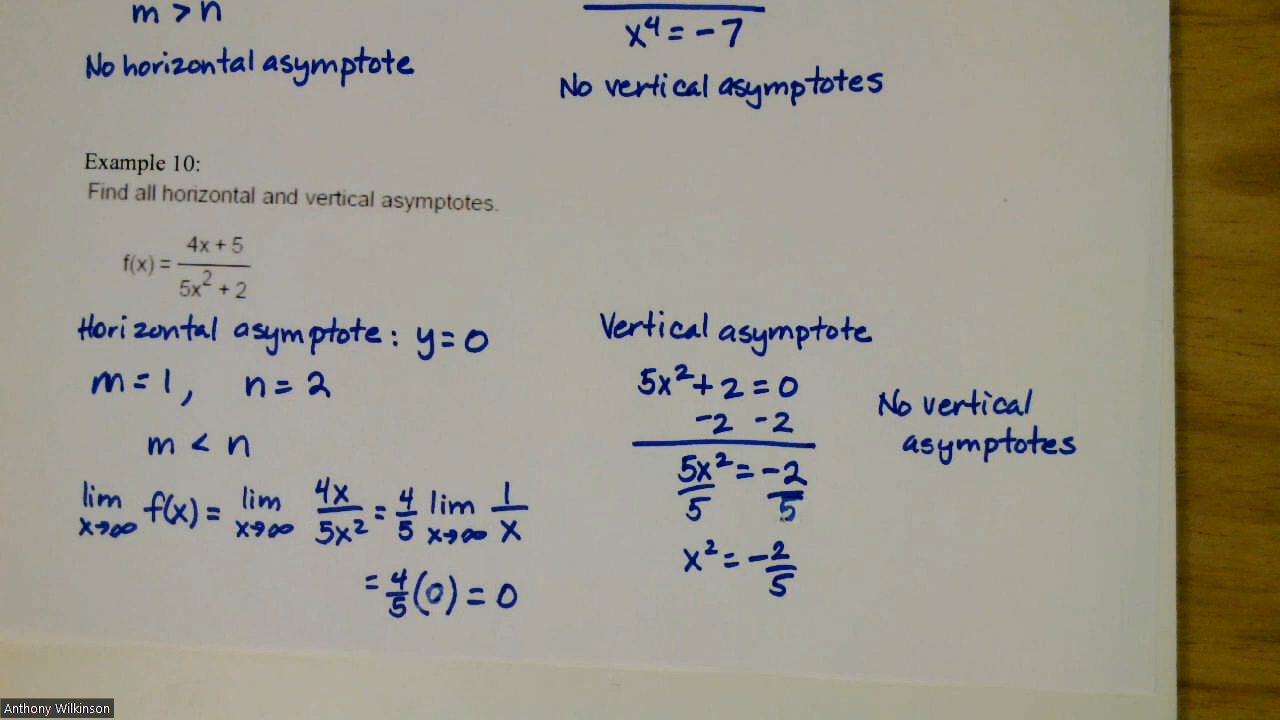 m > n
No horizontal asymptote
x⁴ = -7
No vertical asymptotes
Example 10:
Find all horizontal and vertical asymptotes.
f(x) = (4x + 5)/(5x² + 2)
Horizontal asymptote: y = 0
m = 1, n = 2
m < n
lim x→∞ f(x) = lim x→∞ 4x/5x² = 4/5 lim x→∞ 1/x
= 4/5 (0) = 0
Vertical asymptote
5x² + 2 = 0
-2 -2
5x²/5 = -2/5
x² = -2/5
No vertical
asymptotes
Anthony Wilkinson